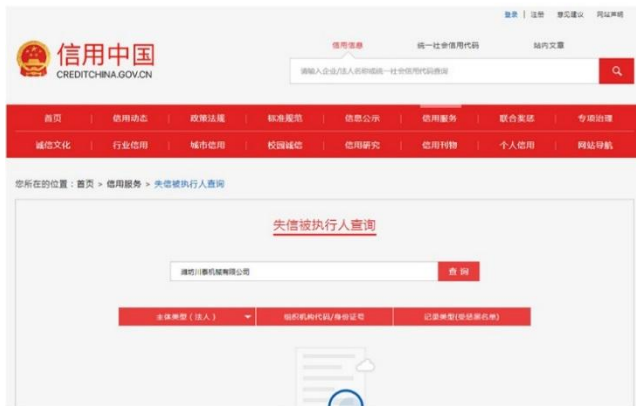 登录 | 注册 意见建议 网站声明
信用中国
CREDITCHINA.GOV.CN
信用信息 统一社会信用代码 站内文章
请输入企业/法人名称或统一社会信用代码查询
首页 | 信用动态 | 政策法规 | 标准规范 | 信息公示 | 信用服务 | 联合奖惩 | 专项治理
诚信文化 | 行业信用 | 城市信用 | 校园诚信 | 信用研究 | 信用刊物 | 个人信用 | 网站导航
您所在的位置：首页 > 信用服务 > 失信被执行人查询
失信被执行人查询
潍坊川泰机械有限公司
查 询
主体类型（法人） 组织机构代码/身份证号 记录类型(受惩黑名单)